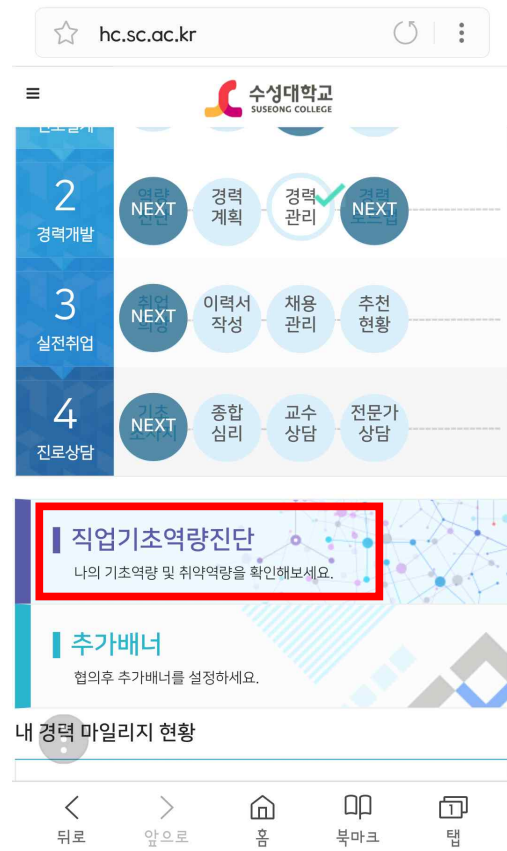 hc.sc.ac.kr
수성대학교
SUSEONG COLLEGE
2
경력개발
NEXT
경력
계획
경력
관리
NEXT
3
실전취업
NEXT
이력서
작성
채용
관리
추천
현황
4
진로상담
NEXT
종합
심리
교수
상담
전문가
상담
직업기초역량진단
나의 기초역량 및 취약역량을 확인해보세요.
추가배너
협의후 추가배너를 설정하세요.
내 경력 마일리지 현황
뒤로
앞으로
홈
북마크
1
탭